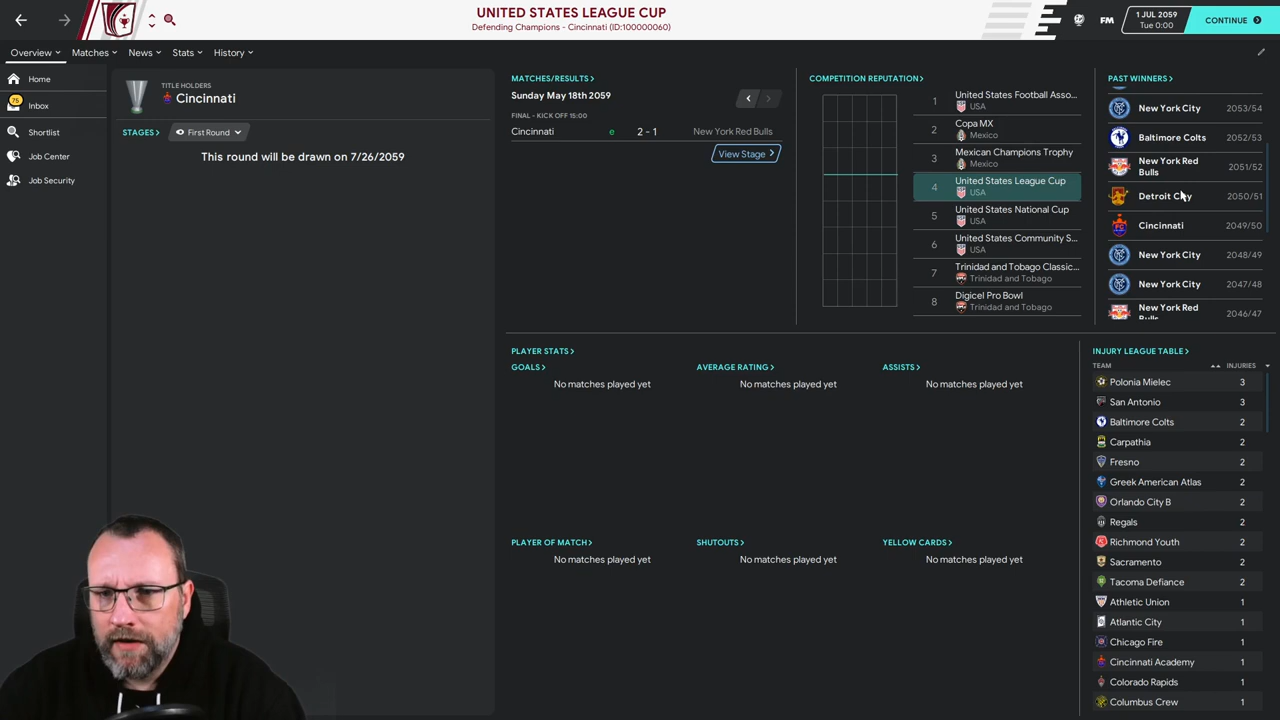 UNITED STATES LEAGUE CUP
Defending Champions - Cincinnati (ID:100000060)
FM
1 JUL 2059
Tue 0:00
CONTINUE
Overview
Matches
News
Stats
History
Home
75
Inbox
Shortlist
Job Center
Job Security
TITLE HOLDERS
Cincinnati
STAGES
First Round
This round will be drawn on 7/26/2059
MATCHES/RESULTS
Sunday May 18th 2059
FINAL - KICK OFF 15:00
Cincinnati e 2 - 1 New York Red Bulls
View Stage
COMPETITION REPUTATION
1 United States Football Asso...
USA
2 Copa MX
Mexico
3 Mexican Champions Trophy
Mexico
4 United States League Cup
USA
5 United States National Cup
USA
6 United States Community S...
USA
7 Trinidad and Tobago Classic...
Trinidad and Tobago
8 Digicel Pro Bowl
Trinidad and Tobago
PAST WINNERS
New York City 2053/54
Baltimore Colts 2052/53
New York Red
Bulls 2051/52
Detroit City 2050/51
Cincinnati 2049/50
New York City 2048/49
New York City 2047/48
New York Red
Bulls 2046/47
PLAYER STATS
GOALS
No matches played yet
AVERAGE RATING
No matches played yet
ASSISTS
No matches played yet
PLAYER OF MATCH
No matches played yet
SHUTOUTS
No matches played yet
YELLOW CARDS
No matches played yet
INJURY LEAGUE TABLE
TEAM INJURIES
Polonia Mielec 3
San Antonio 3
Baltimore Colts 2
Carpathia 2
Fresno 2
Greek American Atlas 2
Orlando City B 2
Regals 2
Richmond Youth 2
Sacramento 2
Tacoma Defiance 2
Athletic Union 1
Atlantic City 1
Chicago Fire 1
Cincinnati Academy 1
Colorado Rapids 1
Columbus Crew 1